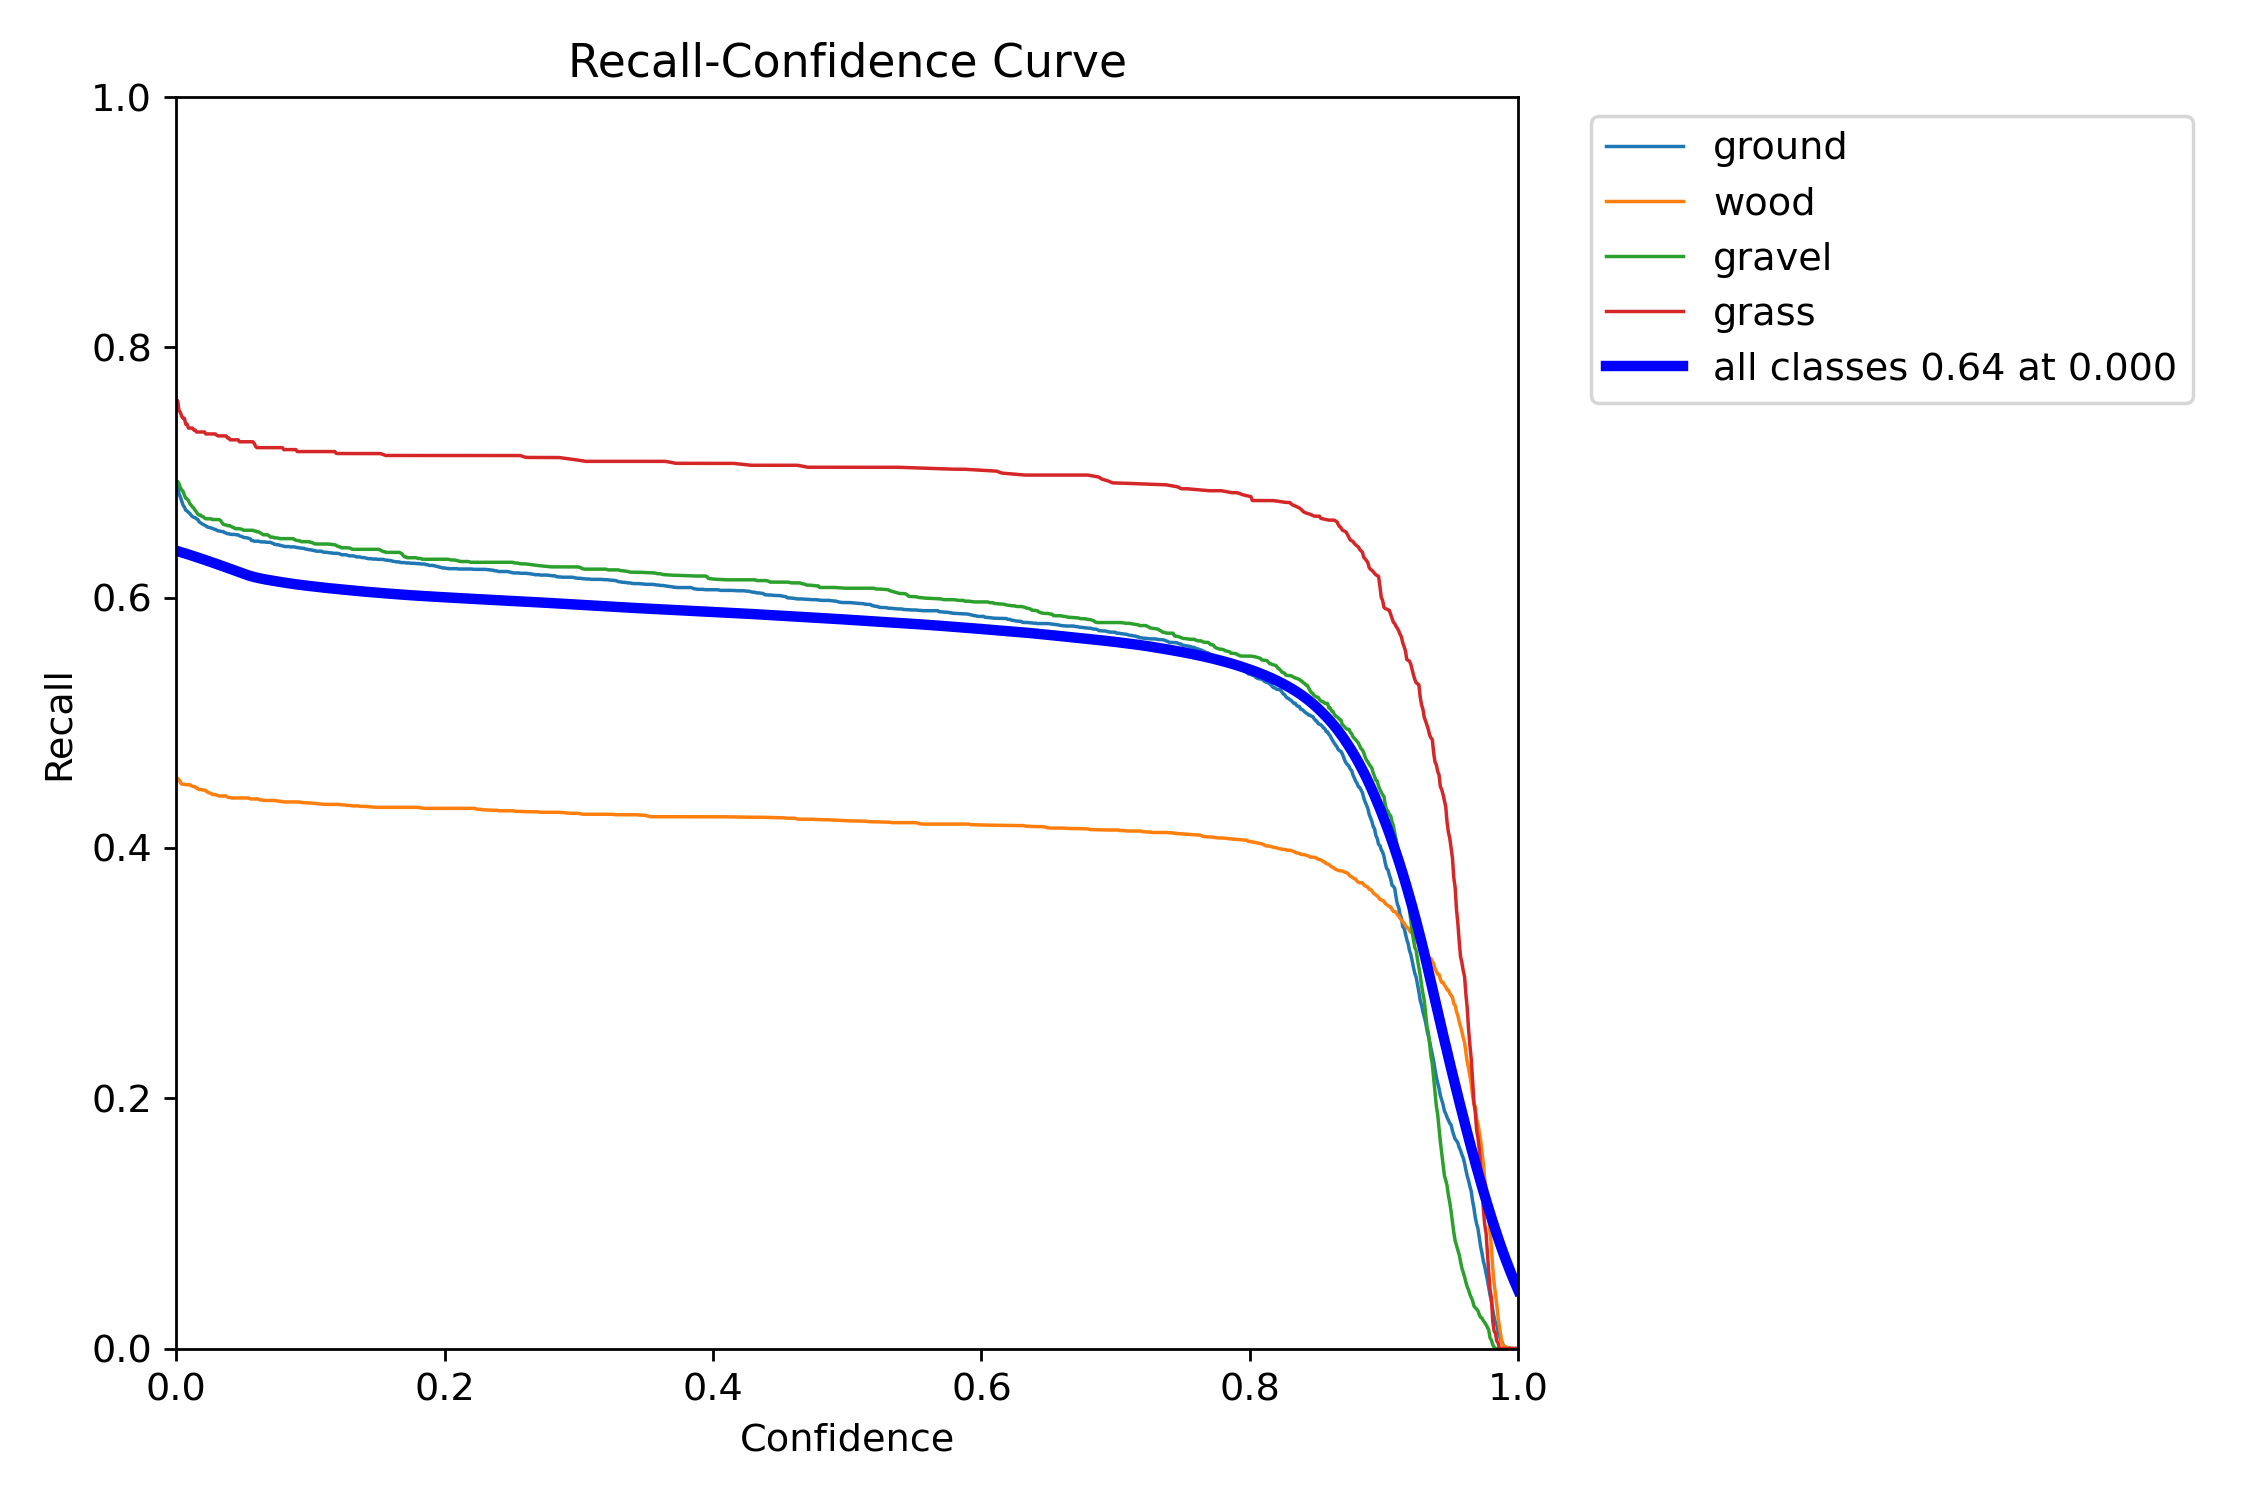 Recall-Confidence Curve
1.0
0.8
0.6
0.4
0.2
0.0
Recall
0.0 0.2 0.4 0.6 0.8 1.0
Confidence
ground
wood
gravel
grass
all classes 0.64 at 0.000